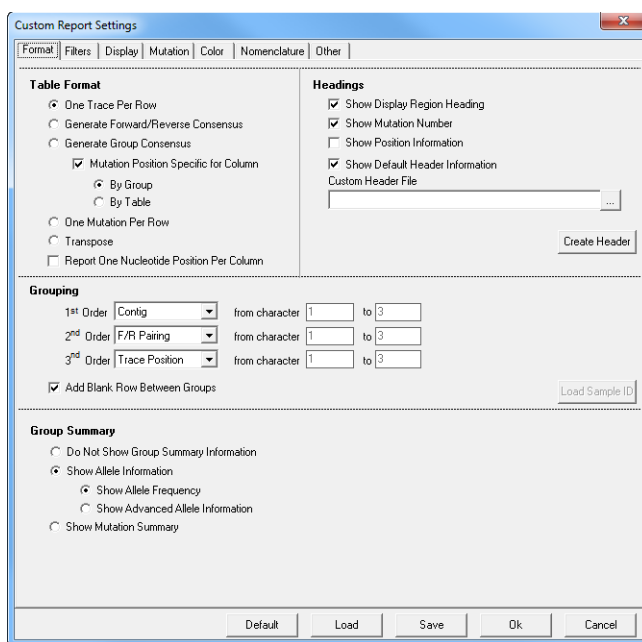 Custom Report Settings
Format Filters Display Mutation Color Nomenclature Other
Table Format
One Trace Per Row
Generate Forward/Reverse Consensus
Generate Group Consensus
Mutation Position Specific for Column
By Group
By Table
One Mutation Per Row
Transpose
Report One Nucleotide Position Per Column
Headings
Show Display Region Heading
Show Mutation Number
Show Position Information
Show Default Header Information
Custom Header File
...
Create Header
Grouping
1st Order Contig from character 1 to 3
2nd Order F/R Pairing from character 1 to 3
3rd Order Trace Position from character 1 to 3
Add Blank Row Between Groups
Load Sample ID
Group Summary
Do Not Show Group Summary Information
Show Allele Information
Show Allele Frequency
Show Advanced Allele Information
Show Mutation Summary
Default Load Save Ok Cancel